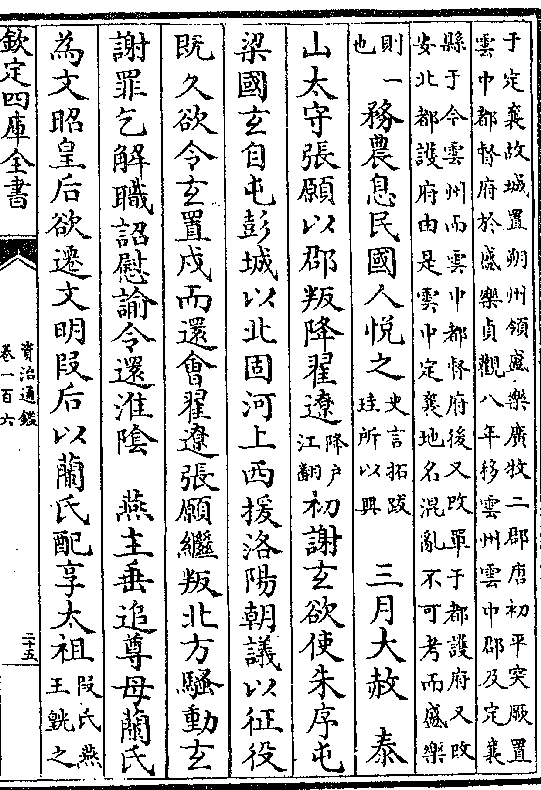 于定襄故城置朔州領盛樂廣牧二郡唐初平突厥置
雲中郡督府於盛樂貞觀八年移雲州雲中郡及定襄
縣于今雲州而雲中都督府後又改單于都護府又改
安北都護府由是雲中定襄地名混亂不可考而盛樂
則
也一務農息民國人悅之史言拓跋
珪所以興　三月大赦　泰
山太守張願以郡叛降翟遼降戶
江翻初謝玄欲使朱序屯
梁國玄自屯彭城以北固河上西援洛陽朝議以征役
既久欲令玄置戍而還會翟遼張願繼叛北方騷動玄
謝罪乞解職詔慰諭令還淮陰　燕主垂追尊母蘭氏
為文昭皇后欲遷文明段后以蘭氏配享太祖段氏燕
王皝之
欽定四庫全書
資治通鑑
卷一百六
二十五